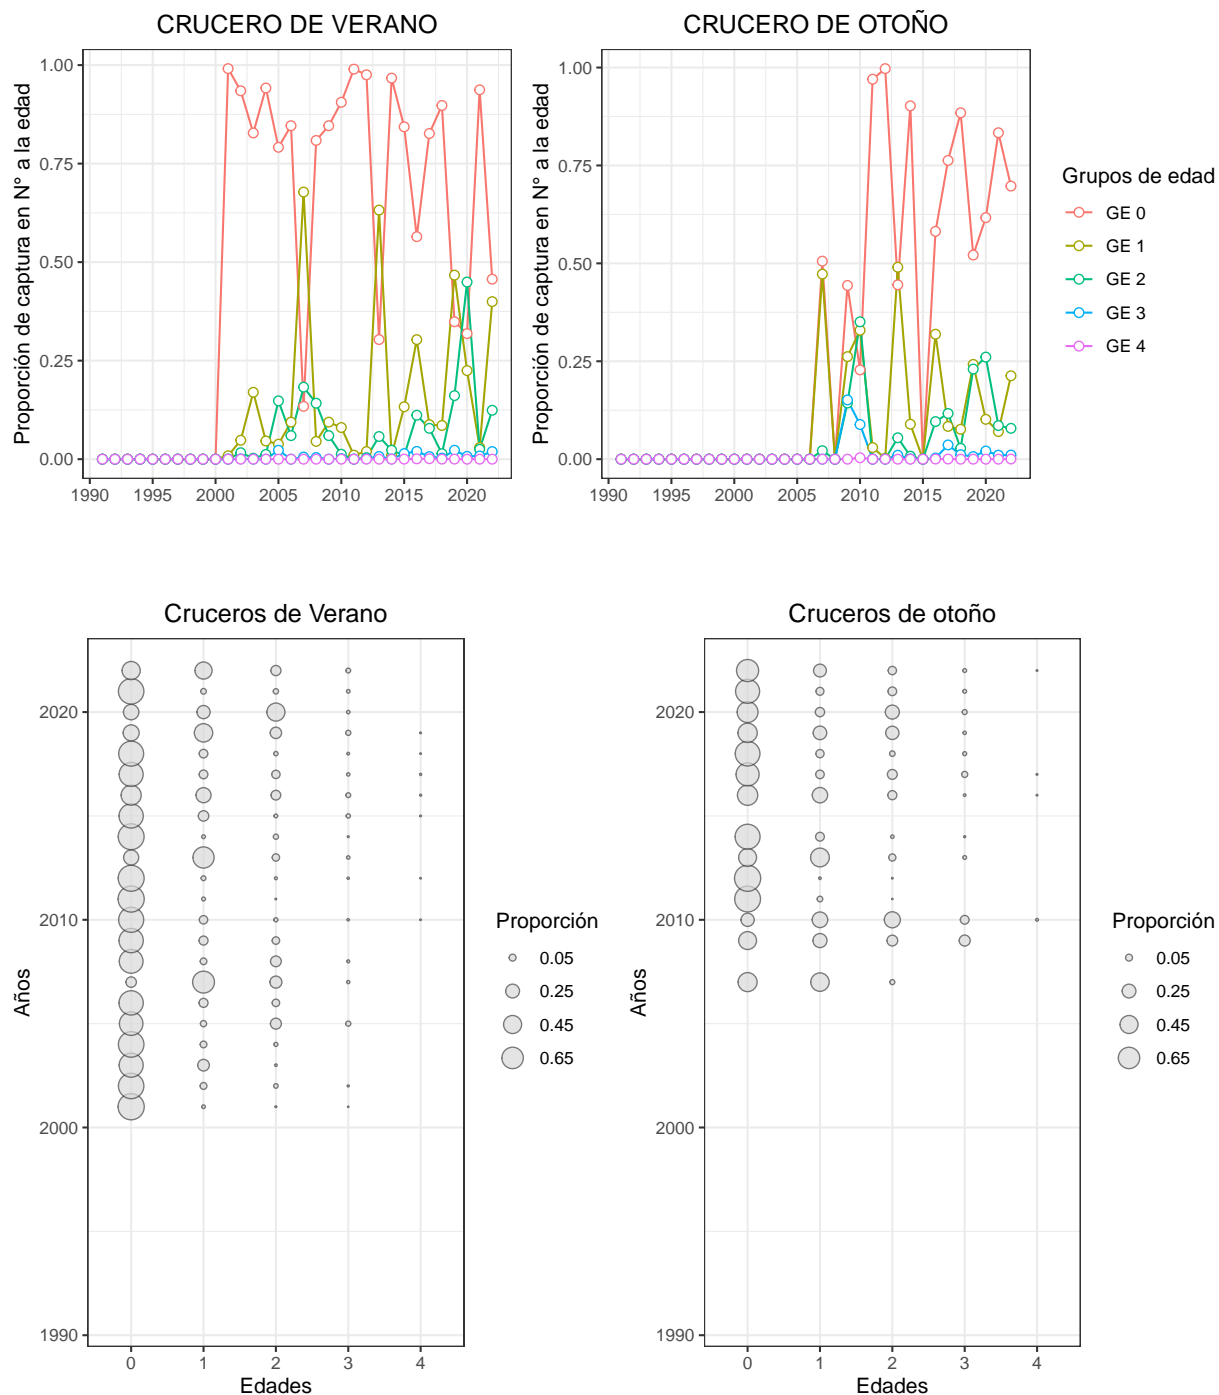 CRUCERO DE VERANO
Proporción de captura en N° a la edad
1.00
0.75
0.50
0.25
0.00
1990 1995 2000 2005 2010 2015 2020
CRUCERO DE OTOÑO
Proporción de captura en N° a la edad
1.00
0.75
0.50
0.25
0.00
1990 1995 2000 2005 2010 2015 2020
Grupos de edad
GE 0
GE 1
GE 2
GE 3
GE 4
Cruceros de Verano
Años
2020
2010
2000
1990
0 1 2 3 4
Edades
Proporción
0.05
0.25
0.45
0.65
Cruceros de otoño
Años
2020
2010
2000
1990
0 1 2 3 4
Edades
Proporción
0.05
0.25
0.45
0.65